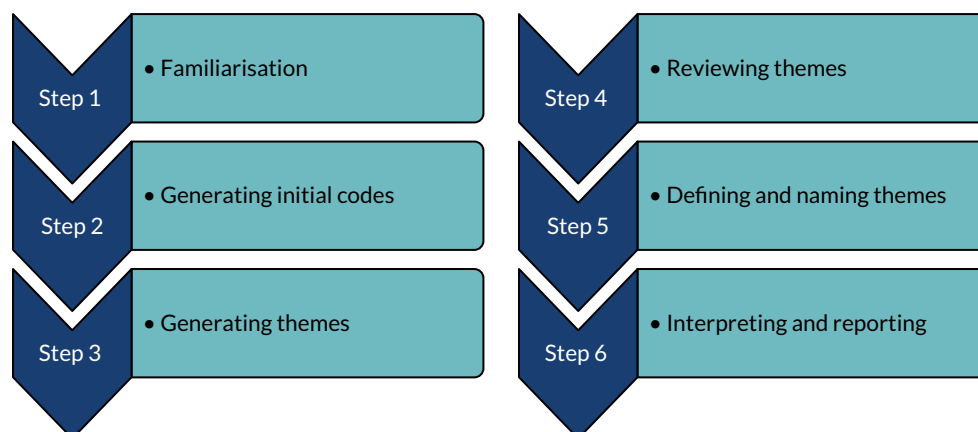 Step 1
• Familiarisation
Step 2
• Generating initial codes
Step 3
• Generating themes
Step 4
• Reviewing themes
Step 5
• Defining and naming themes
Step 6
• Interpreting and reporting